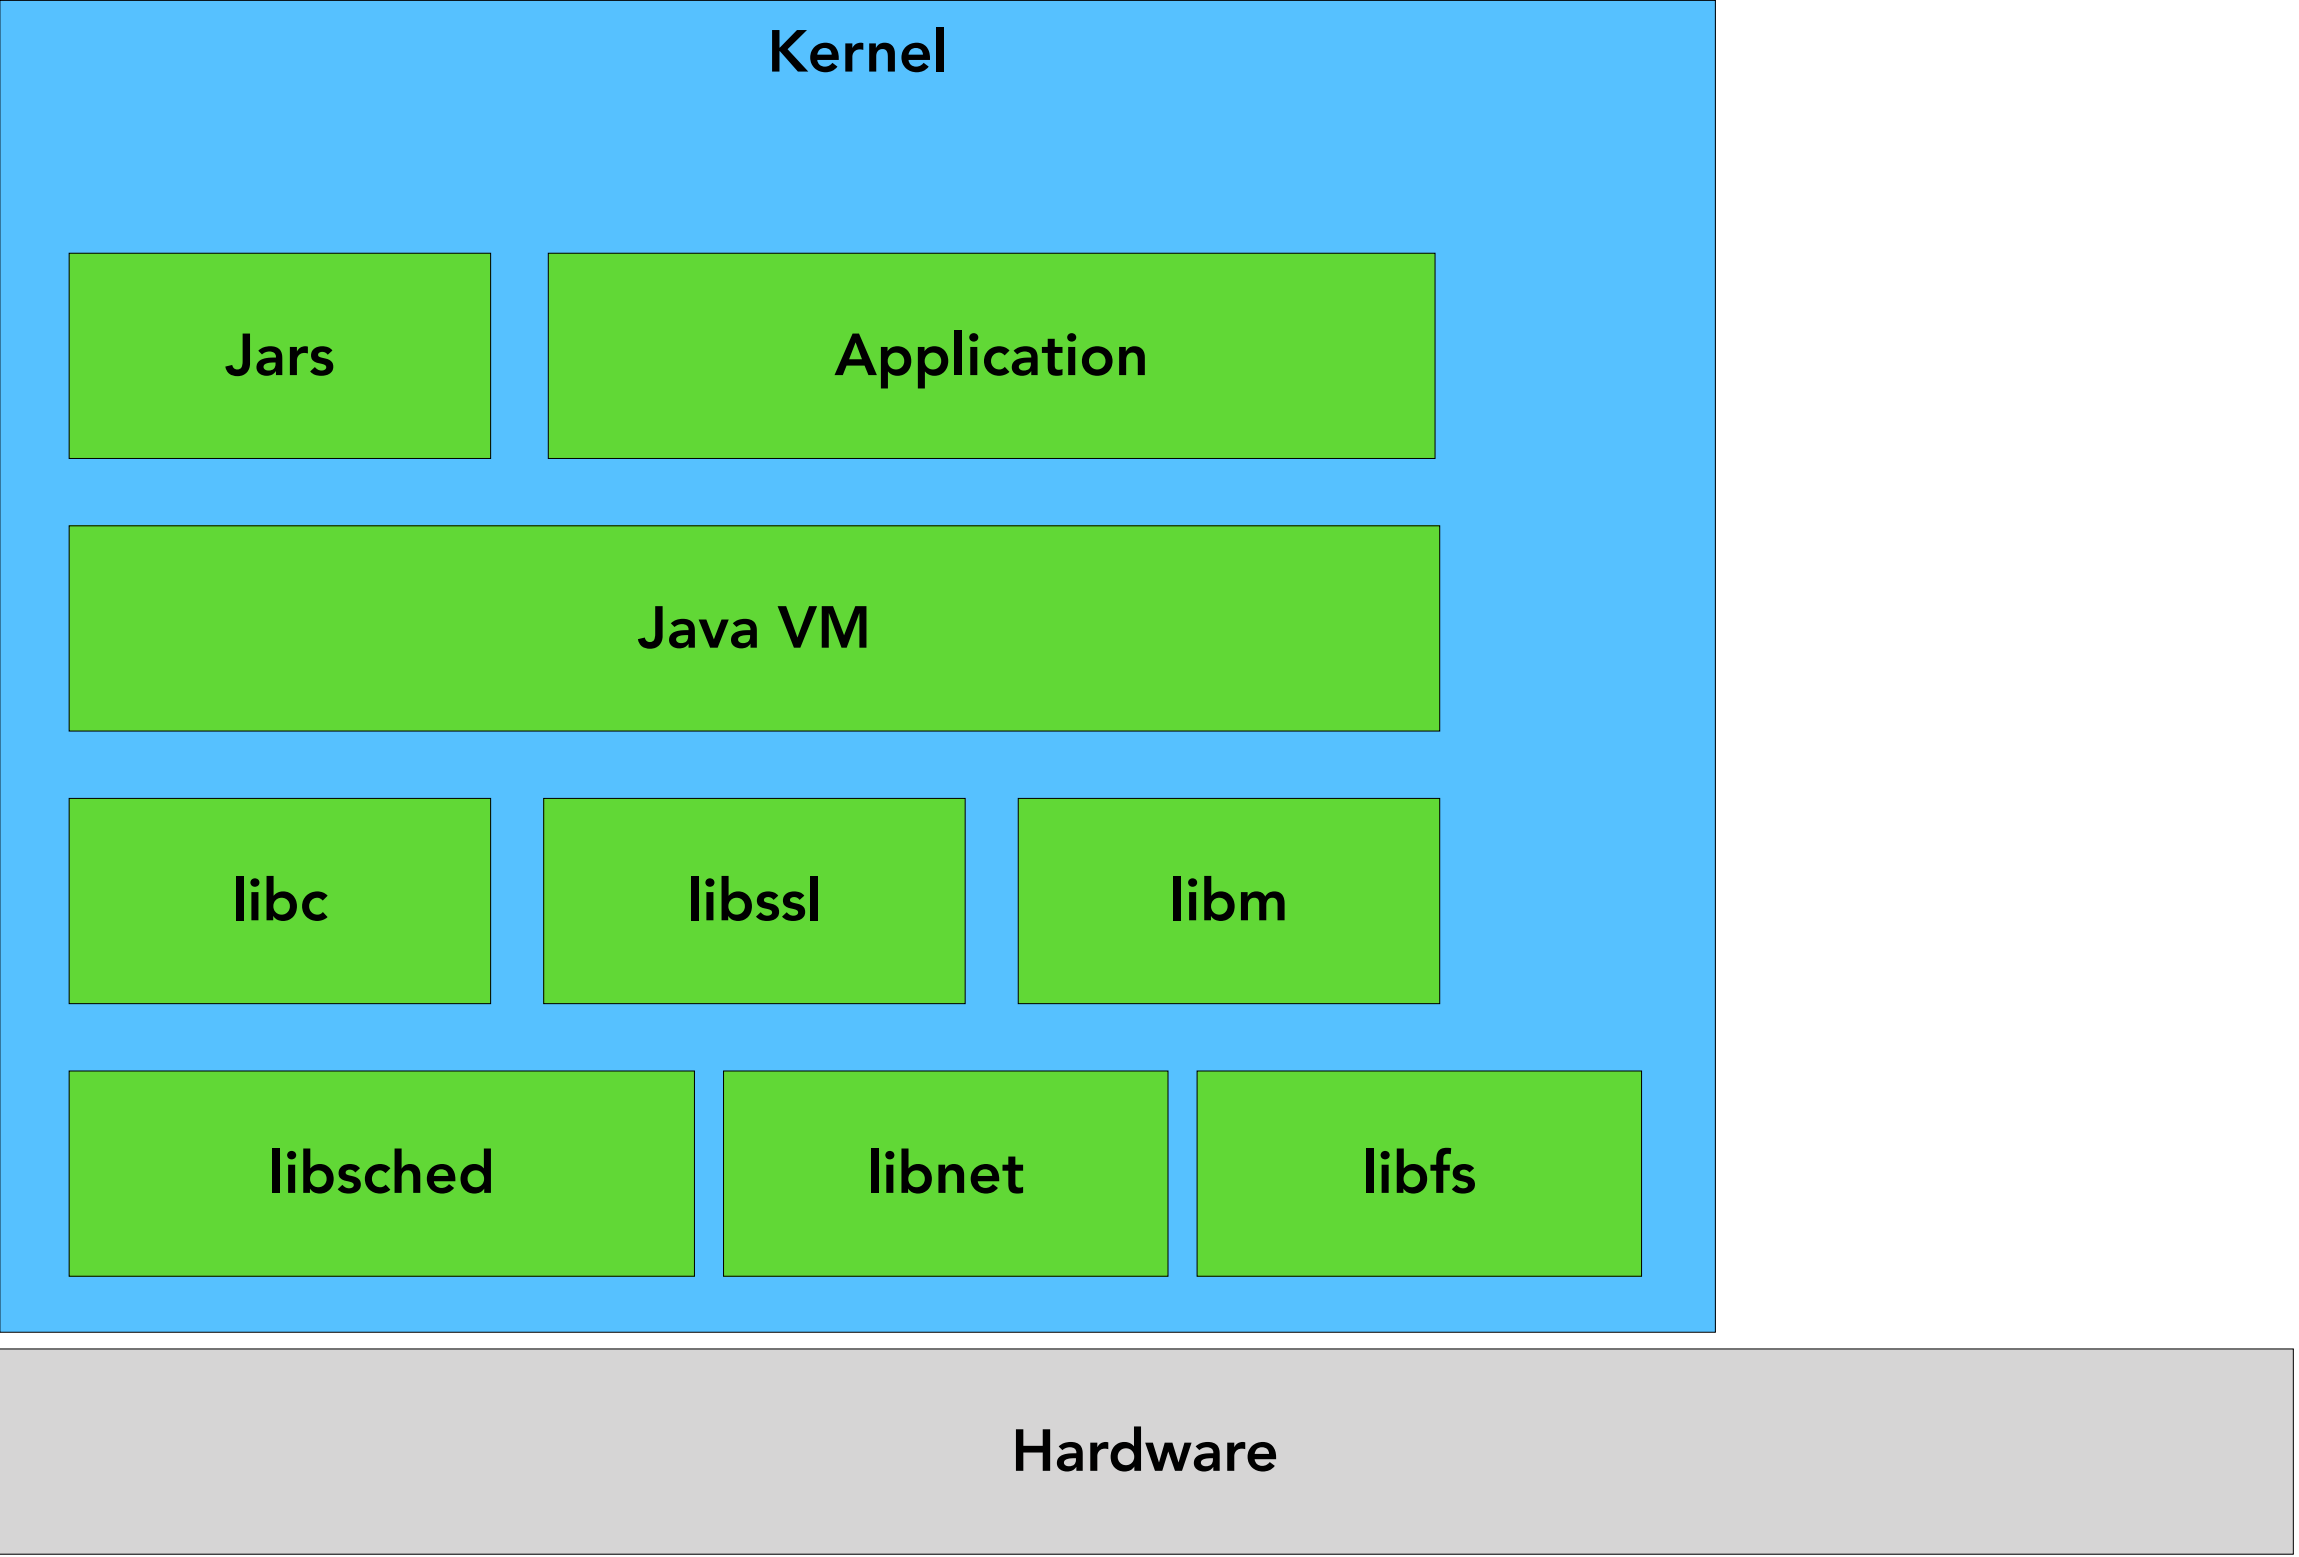 Kernel
Jars
Application
Java VM
libc
libssl
libm
libsched
libnet
libfs
Hardware